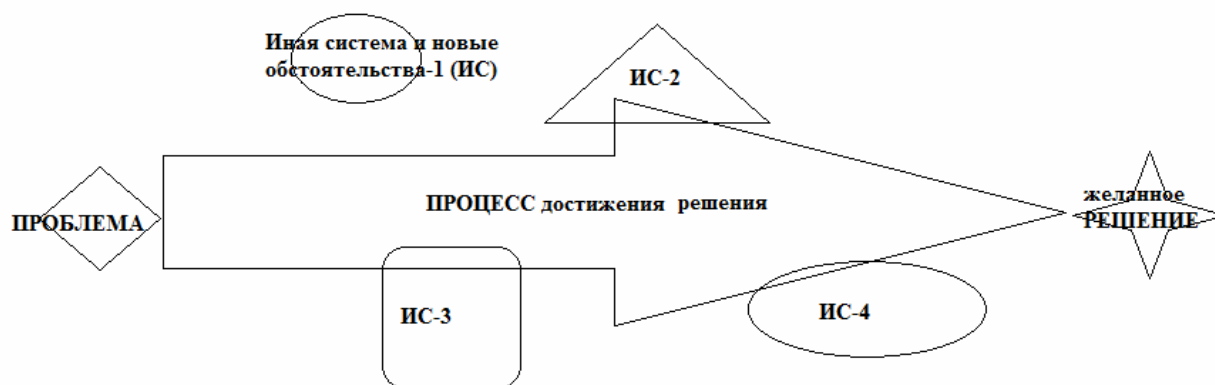 Иная система и новые
обстоятельства-1 (ИС)
ИС-2
ПРОБЛЕМА
ПРОЦЕСС достижения решения
желанное
РЕШЕНИЕ
ИС-3
ИС-4